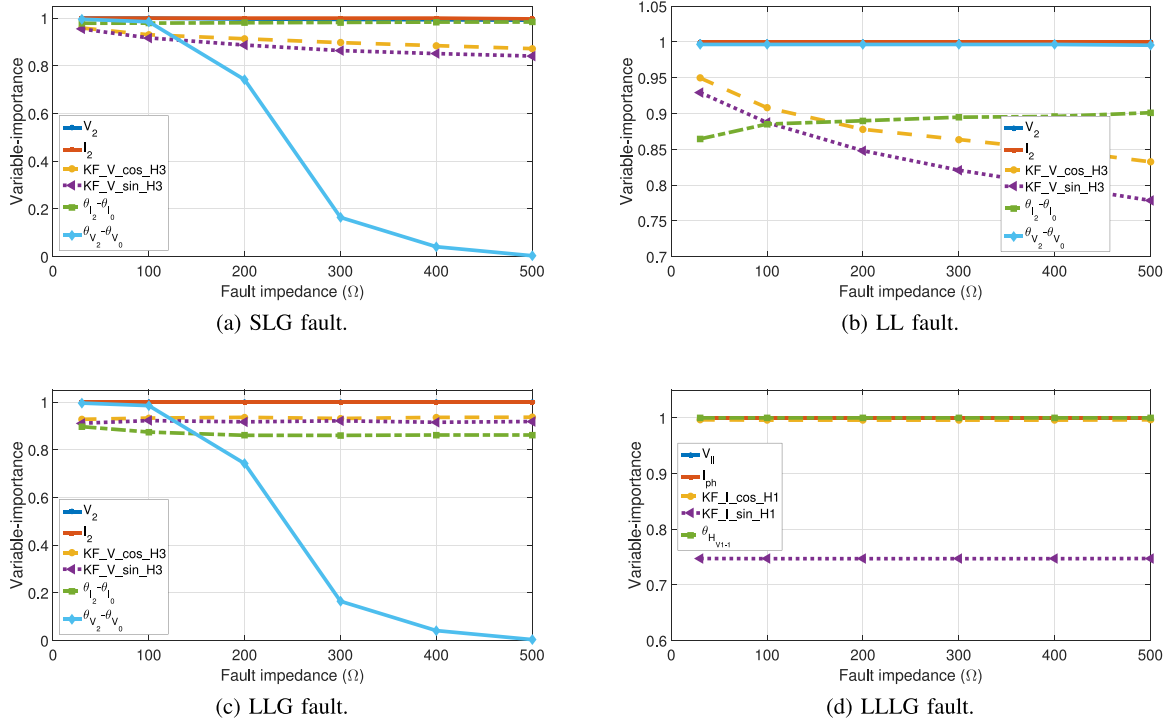 Variable-importance
1
0.8
0.6
0.4
0.2
0
V2
I2
KF_V_cos_H3
KF_V_sin_H3
θI2-θI0
θV2-θV0
0 100 200 300 400 500
Fault impedance (Ω)
(a) SLG fault.
Variable-importance
1.05
1
0.95
0.9
0.85
0.8
0.75
0.7
V2
I2
KF_V_cos_H3
KF_V_sin_H3
θI2-θI0
θV2-θV0
0 100 200 300 400 500
Fault impedance (Ω)
(b) LL fault.
Variable-importance
1
0.8
0.6
0.4
0.2
0
V2
I2
KF_V_cos_H3
KF_V_sin_H3
θI2-θI0
θV2-θV0
0 100 200 300 400 500
Fault impedance (Ω)
(c) LLG fault.
Variable-importance
1
0.9
0.8
0.7
0.6
Vll
Iph
KF_I_cos_H1
KF_I_sin_H1
θHV1-1
0 100 200 300 400 500
Fault impedance (Ω)
(d) LLLG fault.